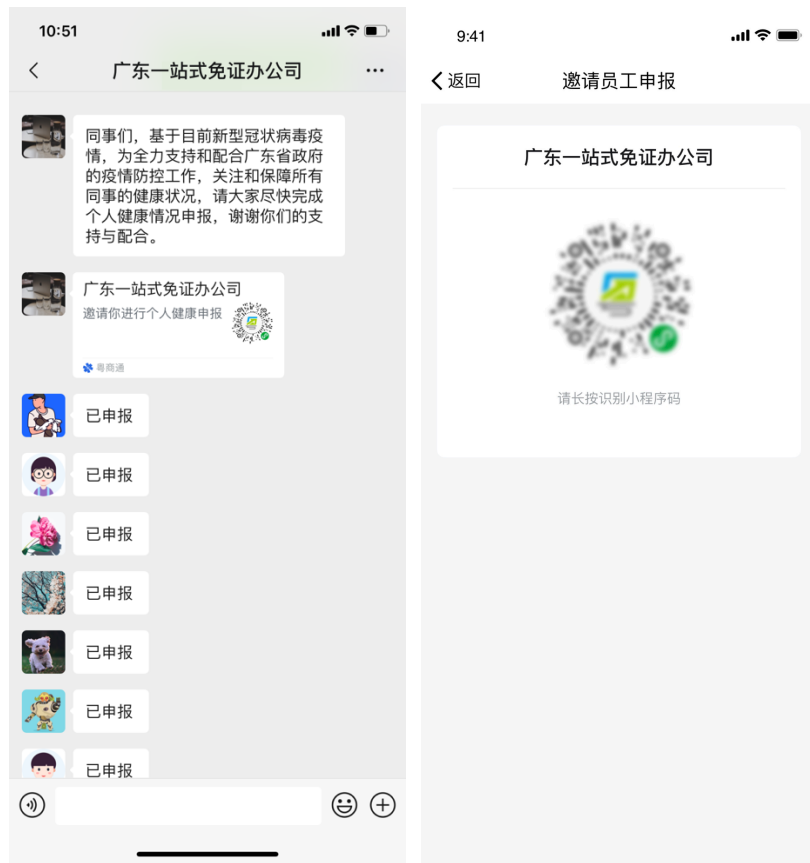 10:51
广东一站式免证办公司
同事们，基于目前新型冠状病毒疫
情，为全力支持和配合广东省政府
的疫情防控工作，关注和保障所有
同事的健康状况，请大家尽快完成
个人健康情况申报，谢谢你们的支
持与配合。
广东一站式免证办公司
邀请你进行个人健康申报
粤商通
已申报
已申报
已申报
已申报
已申报
已申报
已申报
9:41
返回
邀请员工申报
广东一站式免证办公司
请长按识别小程序码